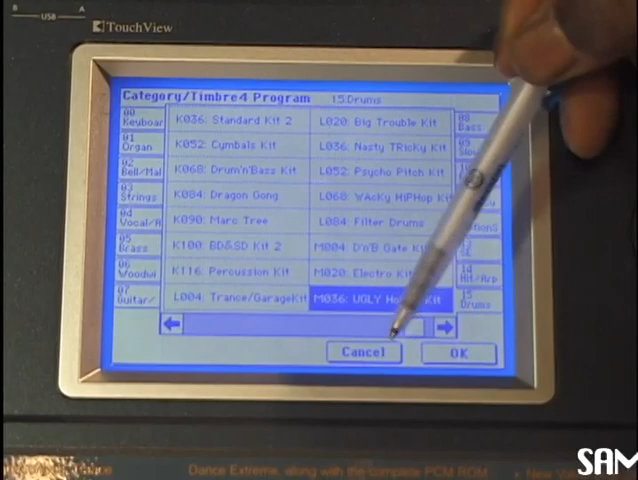 B USB A
TouchView
Category/Timbre4 Program 15.Drums
00
Keyboar
01
Organ
02
Bell/Mal
03
Strings
04
Vocal/A
05
Brass
06
Woodwi
07
Guitar/
K036: Standard Kit 2
K052: Cymbals Kit
K068: Drum'n'Bass Kit
K084: Dragon Gong
K090: Marc Tree
K100: BD&SD Kit 2
K116: Percussion Kit
L004: Trance/GarageKit
L020: Big Trouble Kit
L036: Nasty TRicKy Kit
L052: Psycho Pitch Kit
L068: WAcKy HiPHop Kit
L084: Filter Drums
M004: D'n'B Gate Kit
M020: Electro Kit
M036: UGLY Kit
08
Bass
09
14
Hit/Arp
15
Drums
Cancel
OK
Dance Extreme, along with the complete PCM ROM
SAM